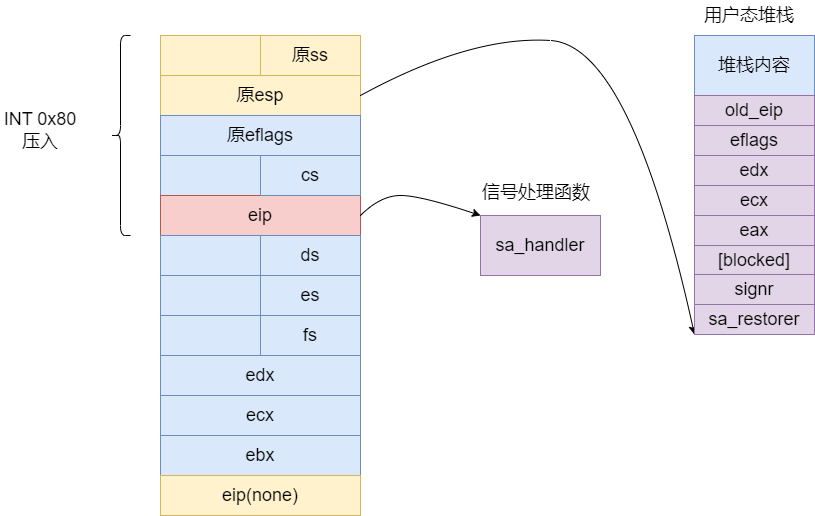 INT 0x80
压入
原ss
原esp
原eflags
cs
eip
ds
es
fs
edx
ecx
ebx
eip(none)
信号处理函数
sa_handler
用户态堆栈
堆栈内容
old_eip
eflags
edx
ecx
eax
[blocked]
signr
sa_restorer